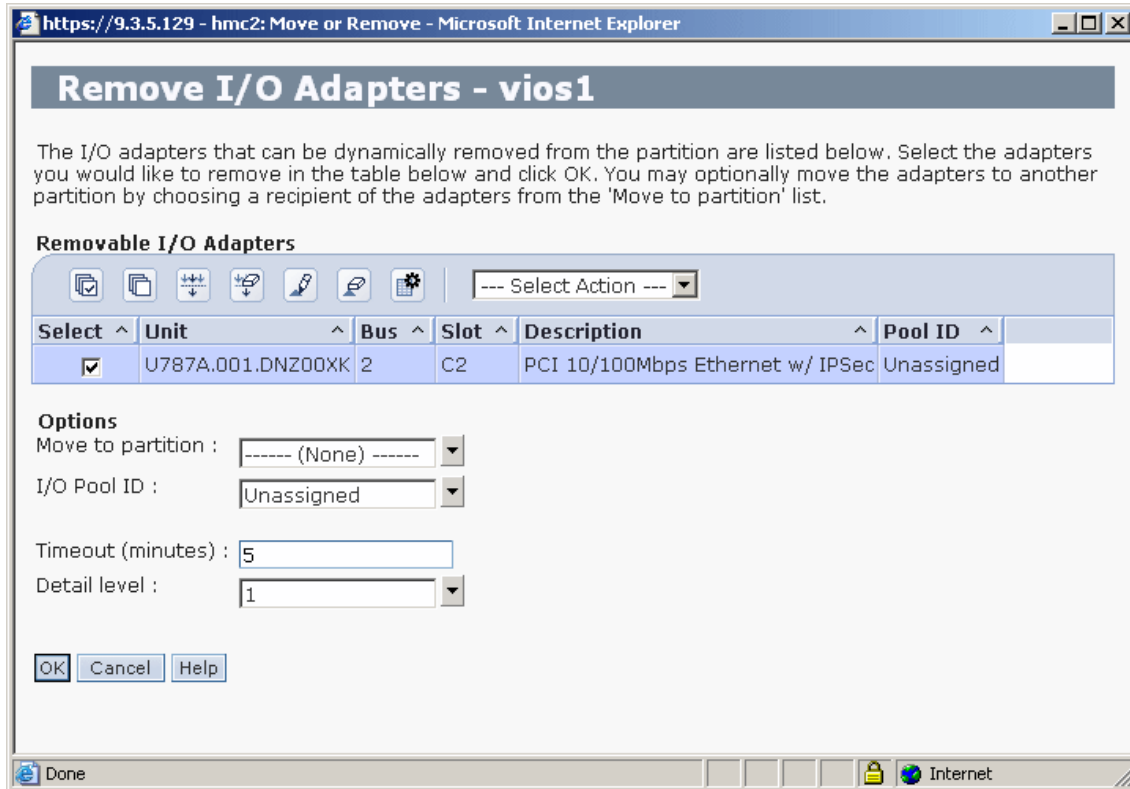 https://9.3.5.129 - hmc2: Move or Remove - Microsoft Internet Explorer
Remove I/O Adapters - vios1
The I/O adapters that can be dynamically removed from the partition are listed below. Select the adapters
you would like to remove in the table below and click OK. You may optionally move the adapters to another
partition by choosing a recipient of the adapters from the 'Move to partition' list.
Removable I/O Adapters
--- Select Action ---
Select ^ Unit ^ Bus ^ Slot ^ Description ^ Pool ID ^
U787A.001.DNZ00XK 2 C2 PCI 10/100Mbps Ethernet w/ IPSec Unassigned
Options
Move to partition : ------ (None) ------
I/O Pool ID : Unassigned
Timeout (minutes) : 5
Detail level : 1
OK Cancel Help
Done Internet